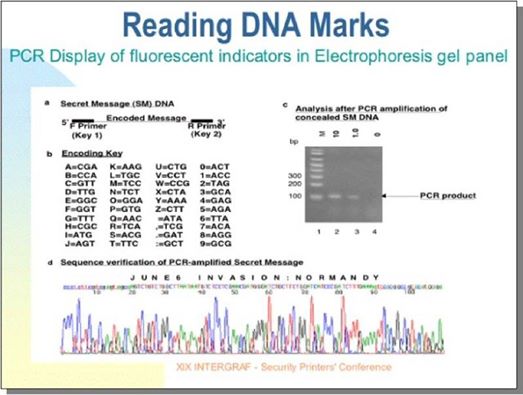 Reading DNA Marks
PCR Display of fluorescent indicators in Electrophoresis gel panel
a Secret Message (SM) DNA
5' Encoded Message 3'
F Primer R Primer
(Key 1) (Key 2)
b Encoding Key
A=CGA K=AAG U=CTG 0=ACT
B=CCA L=TGC V=CCT 1=ACC
C=GTT M=TCC W=CCG 2=TAG
D=TTG N=TCT X=CTA 3=GCA
E=GGC O=GGA Y=AAA 4=GAG
F=GGT P=GTG Z=CTT 5=AGA
G=TTT Q=AAC =ATA 6=TTA
H=CGC R=TCA ,=TCG 7=ACA
I=ATG S=ACG .=GAT 8=AGG
J=AGT T=TTC :=GCT 9=GCG
c Analysis after PCR amplification of
concealed SM DNA
bp M 10 1.0 0
300
200
100 PCR product
1 2 3 4
d Sequence verification of PCR-amplified Secret Message
JUNE6 INVASION:NORMANDY
10 20 30 40 50 60 70 80 90 100
XIX INTERGRAF - Security Printers' Conference